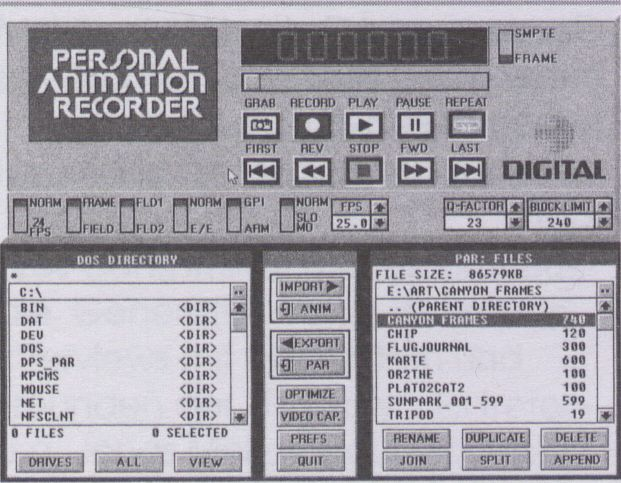 PERSONAL
ANIMATION
RECORDER
000000
SMPTE
FRAME
GRAB RECORD PLAY PAUSE REPEAT
FIRST REV STOP FWD LAST
DIGITAL
NORM FRAME FLD1 NORM GPI NORM FPS Q-FACTOR BLOCK LIMIT
24 FPS FIELD FLD2 E/E ARM SLO MO 25.0 23 240
DOS DIRECTORY
*
C:\ ..
BIN <DIR>
DAT <DIR>
DEV <DIR>
DOS <DIR>
DPS_PAR <DIR>
KPCMS <DIR>
MOUSE <DIR>
NET <DIR>
NFSCLNT <DIR>
0 FILES 0 SELECTED
DRIVES ALL VIEW
IMPORT
ANIM
EXPORT
PAR
OPTIMIZE
VIDEO CAP.
PREFS
QUIT
PAR: FILES
FILE SIZE: 86579KB
E:\ART\CANYON_FRAMES ..
.. (PARENT DIRECTORY)
CANYON_FRAMES 740
CHIP 120
FLUGJOURNAL 300
KARTE 600
OR2THE 100
PLATO2CAT2 100
SUNPARK_001_599 599
TRIPOD 19
RENAME DUPLICATE DELETE
JOIN SPLIT APPEND